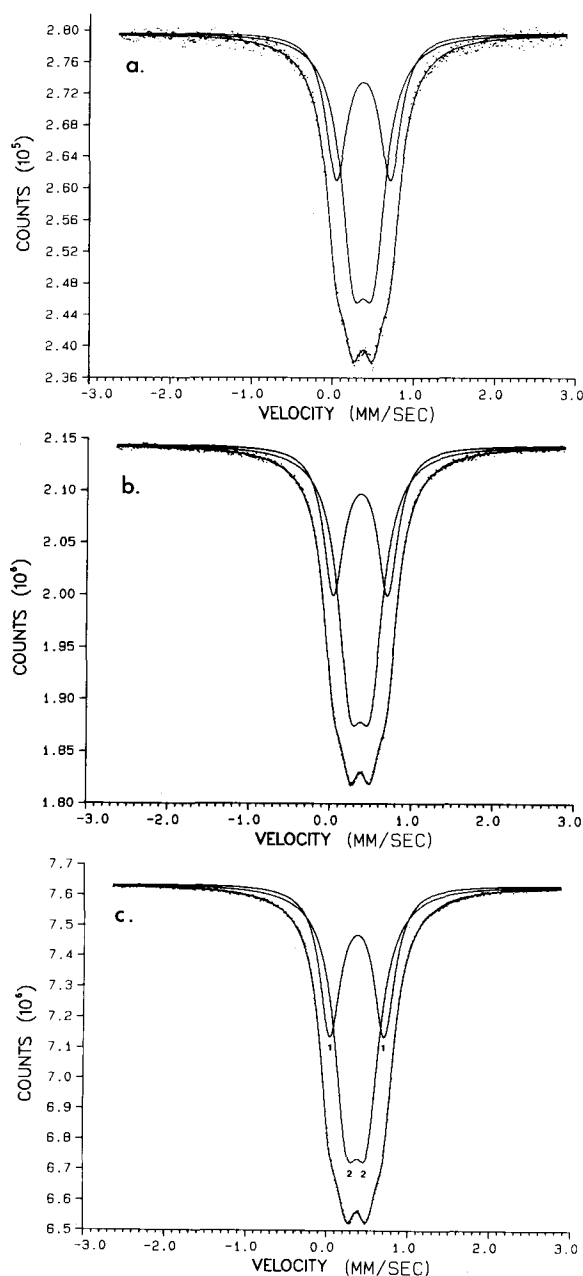 a.
COUNTS (10⁵)
2.80
2.76
2.72
2.68
2.64
2.60
2.56
2.52
2.48
2.44
2.40
2.36
-3.0 -2.0 -1.0 0.0 1.0 2.0 3.0
VELOCITY (MM/SEC)
b.
COUNTS (10⁶)
2.15
2.10
2.05
2.00
1.95
1.90
1.85
1.80
-3.0 -2.0 -1.0 0.0 1.0 2.0 3.0
VELOCITY (MM/SEC)
c.
COUNTS (10⁶)
7.7
7.6
7.5
7.4
7.3
7.2
7.1
7.0
6.9
6.8
6.7
6.6
6.5
1 1
2 2
-3.0 -2.0 -1.0 0.0 1.0 2.0 3.0
VELOCITY (MM/SEC)